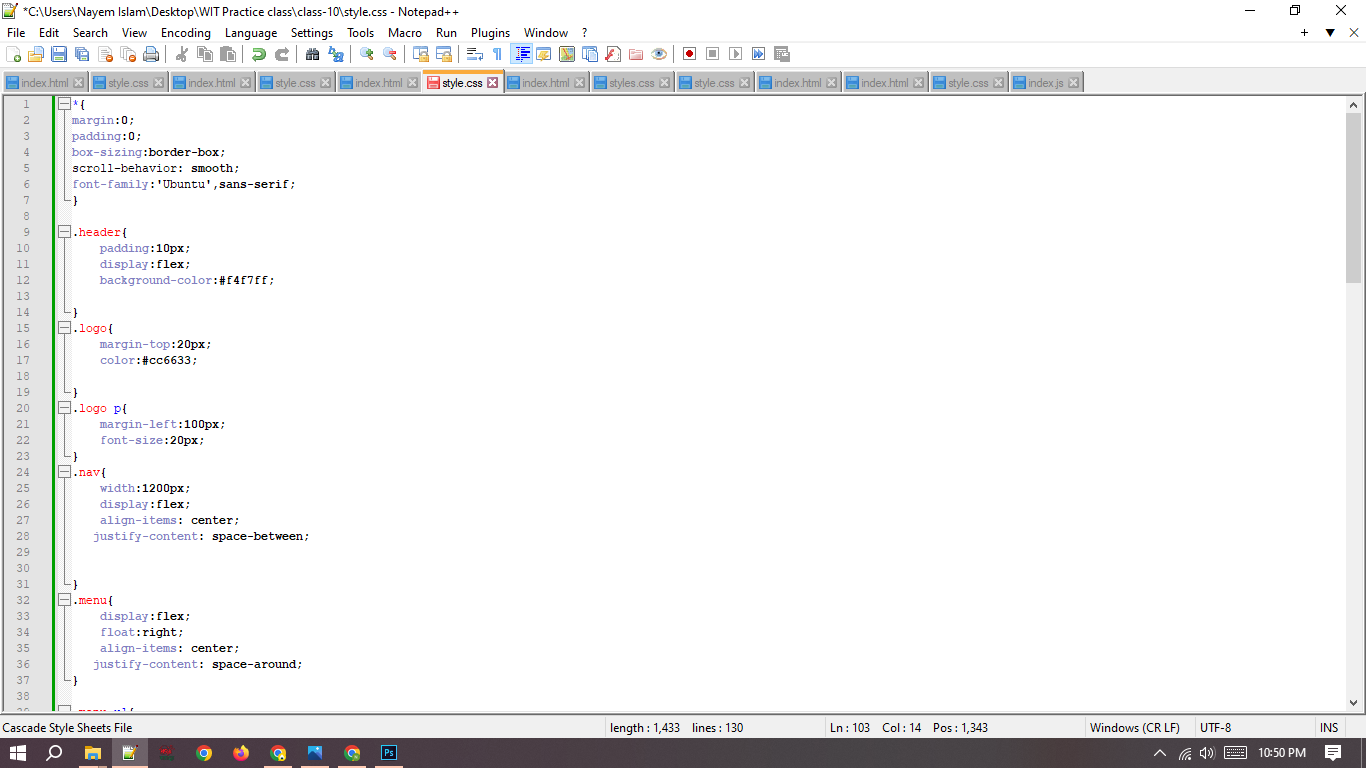 *C:\Users\Nayem Islam\Desktop\WIT Practice class\class-10\style.css - Notepad++
File Edit Search View Encoding Language Settings Tools Macro Run Plugins Window ?
+ ▼ X
index.html style.css index.html style.css index.html style.css index.html styles.css style.css index.html index.html style.css index.js
1 *{
2 margin:0;
3 padding:0;
4 box-sizing:border-box;
5 scroll-behavior: smooth;
6 font-family:'Ubuntu',sans-serif;
7 }
8
9 .header{
10 padding:10px;
11 display:flex;
12 background-color:#f4f7ff;
13
14 }
15 .logo{
16 margin-top:20px;
17 color:#cc6633;
18
19 }
20 .logo p{
21 margin-left:100px;
22 font-size:20px;
23 }
24 .nav{
25 width:1200px;
26 display:flex;
27 align-items: center;
28 justify-content: space-between;
29
30
31 }
32 .menu{
33 display:flex;
34 float:right;
35 align-items: center;
36 justify-content: space-around;
37 }
38
39 .menu ul{
Cascade Style Sheets File length : 1,433 lines : 130 Ln : 103 Col : 14 Pos : 1,343 Windows (CR LF) UTF-8 INS
Ps 10:50 PM